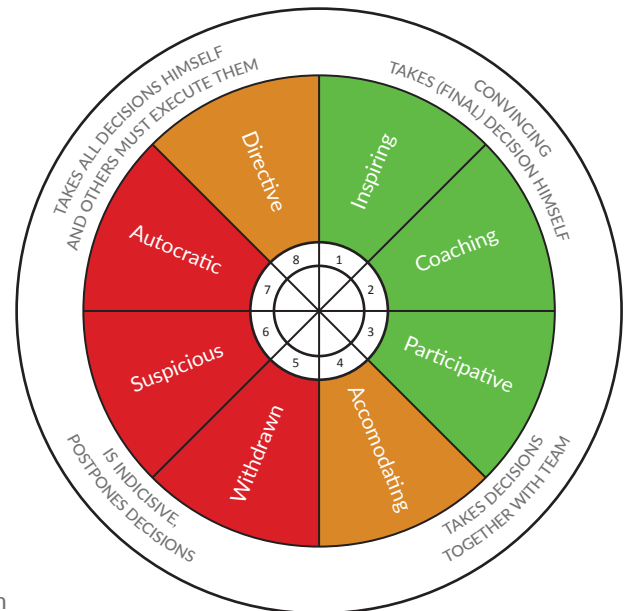 TAKES ALL DECISIONS HIMSELF
AND OTHERS MUST EXECUTE THEM
CONVINCING
TAKES (FINAL) DECISION HIMSELF
Directive
Inspiring
Autocratic
Coaching
8
1
7
2
6
3
5
4
Suspicious
Participative
Withdrawn
Accomodating
IS INDICISIVE,
POSTPONES DECISIONS
TAKES DECISIONS
TOGETHER WITH TEAM